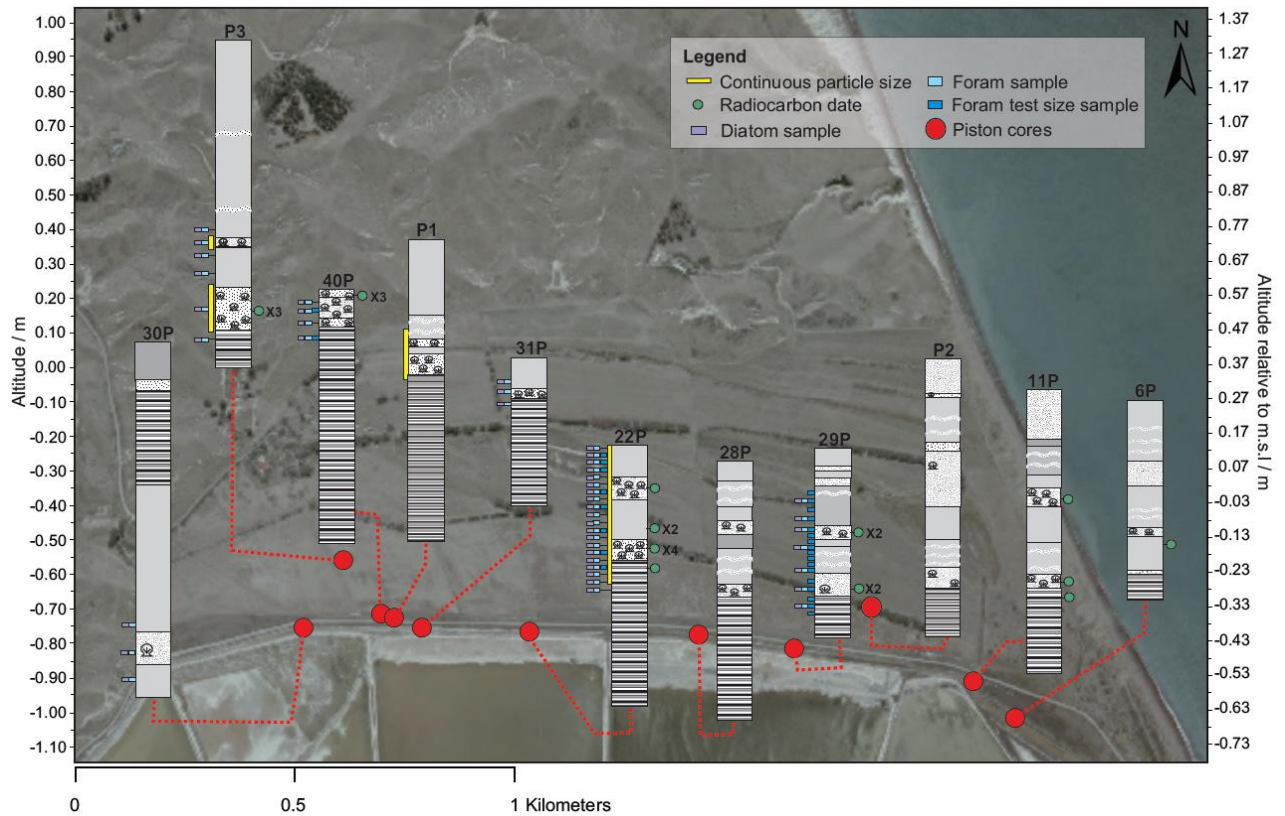 Altitude / m
1.00
0.90
0.80
0.70
0.60
0.50
0.40
0.30
0.20
0.10
0.00
-0.10
-0.20
-0.30
-0.40
-0.50
-0.60
-0.70
-0.80
-0.90
-1.00
-1.10
P3
X3
40P
X3
30P
P1
31P
22P
X2
X4
28P
29P
X2
X2
P2
11P
6P
N
Legend
Continuous particle size
Radiocarbon date
Diatom sample
Foram sample
Foram test size sample
Piston cores
1.37
1.27
1.17
1.07
0.97
0.87
0.77
0.67
0.57
0.47
0.37
0.27
0.17
0.07
-0.03
-0.13
-0.23
-0.33
-0.43
-0.53
-0.63
-0.73
Altitude relative to m.s.l / m
0 0.5 1 Kilometers